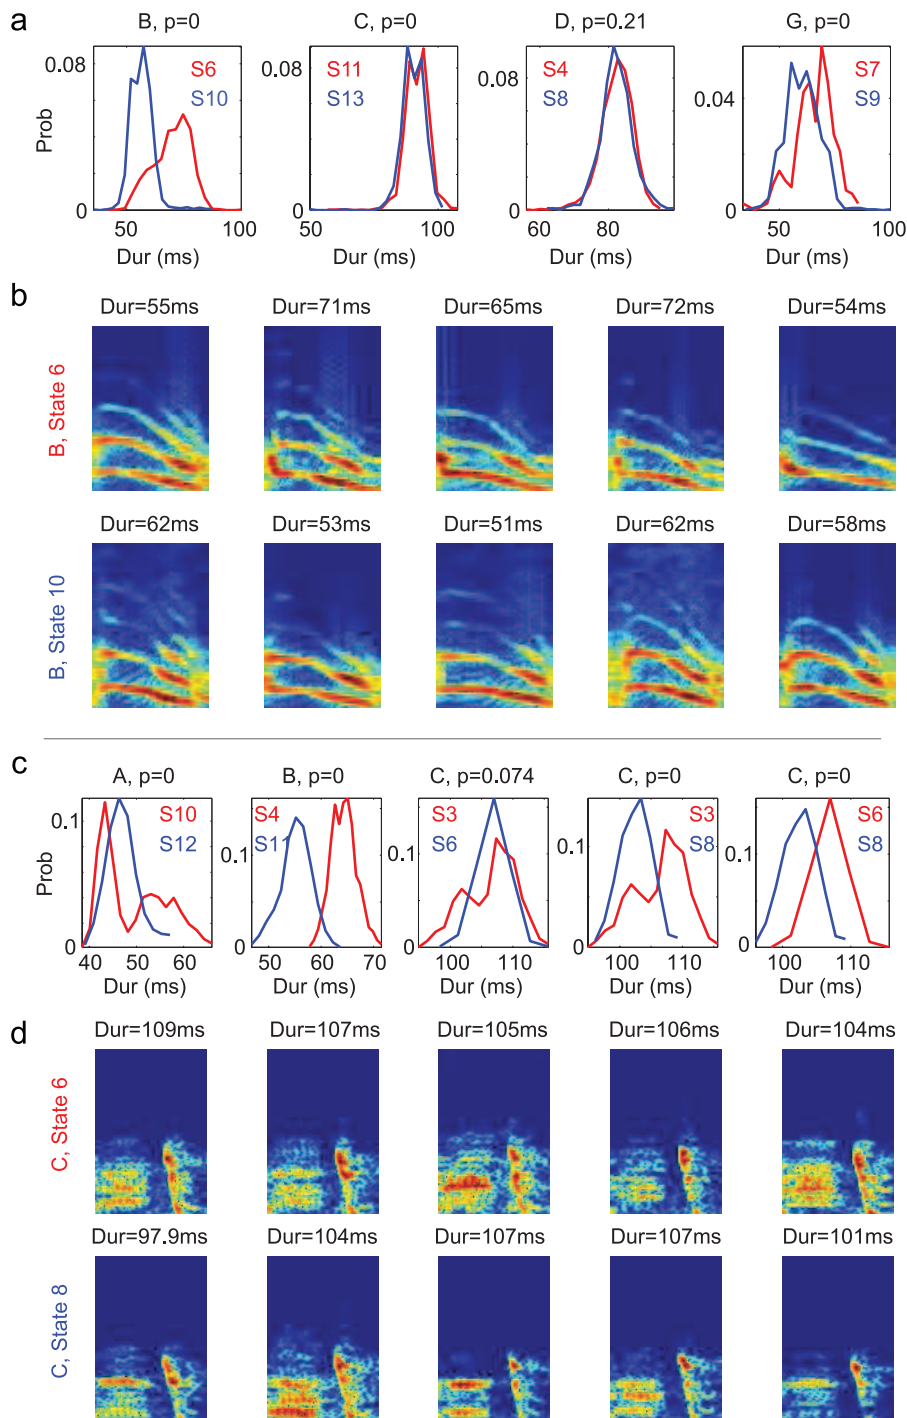 a
B, p=0
C, p=0
D, p=0.21
G, p=0
Prob
0.08
0
S6
S10
50
100
Dur (ms)
0.08
0
S11
S13
50
100
Dur (ms)
0.08
0
S4
S8
60
80
Dur (ms)
0.04
0
S7
S9
50
100
Dur (ms)
b
B, State 6
Dur=55ms
Dur=71ms
Dur=65ms
Dur=72ms
Dur=54ms
B, State 10
Dur=62ms
Dur=53ms
Dur=51ms
Dur=62ms
Dur=58ms
c
A, p=0
B, p=0
C, p=0.074
C, p=0
C, p=0
Prob
0.1
0
S10
S12
40
50
60
Dur (ms)
0.1
0
S4
S11
50
60
70
Dur (ms)
0.1
0
S3
S6
100
110
Dur (ms)
0.1
0
S3
S8
100
110
Dur (ms)
0.1
0
S6
S8
100
110
Dur (ms)
d
C, State 6
Dur=109ms
Dur=107ms
Dur=105ms
Dur=106ms
Dur=104ms
C, State 8
Dur=97.9ms
Dur=104ms
Dur=107ms
Dur=107ms
Dur=101ms